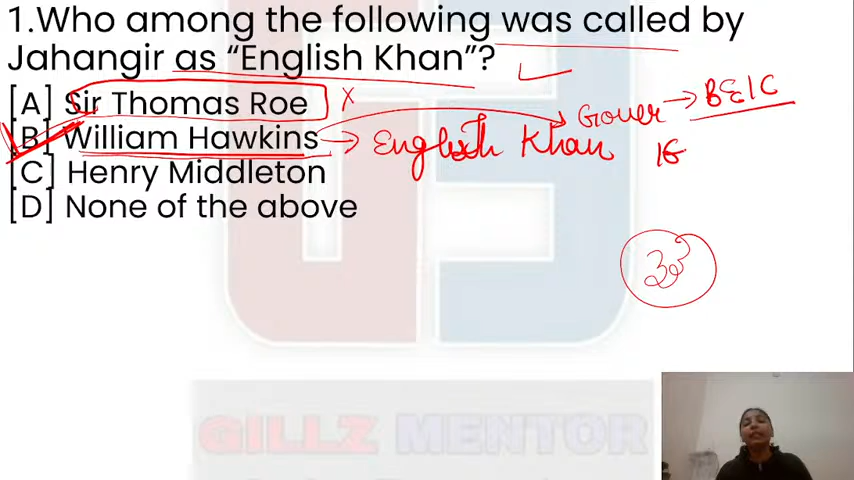 1.Who among the following was called by
Jahangir as “English Khan”?
[A] Sir Thomas Roe x
[B] William Hawkins → English Khan Gover → BEIC
16
[C] Henry Middleton
[D] None of the above
GILLZ MENTOR